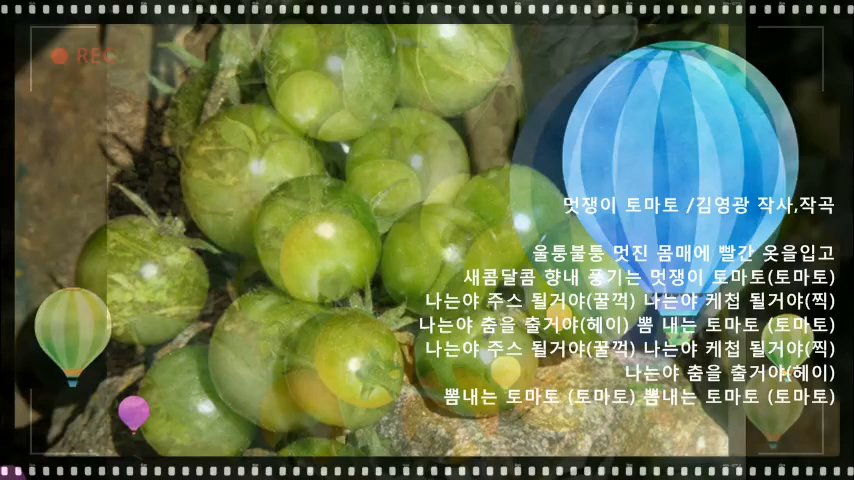 REC
멋쟁이 토마토 /김영광 작사,작곡
울퉁불퉁 멋진 몸매에 빨간 옷을입고
새콤달콤 향내 풍기는 멋쟁이 토마토(토마토)
나는야 주스 될거야(꿀꺽) 나는야 케첩 될거야(찍)
나는야 춤을 출거야(헤이) 뽐 내는 토마토 (토마토)
나는야 주스 될거야(꿀꺽) 나는야 케첩 될거야(찍)
나는야 춤을 출거야(헤이)
뽐내는 토마토 (토마토) 뽐내는 토마토 (토마토)